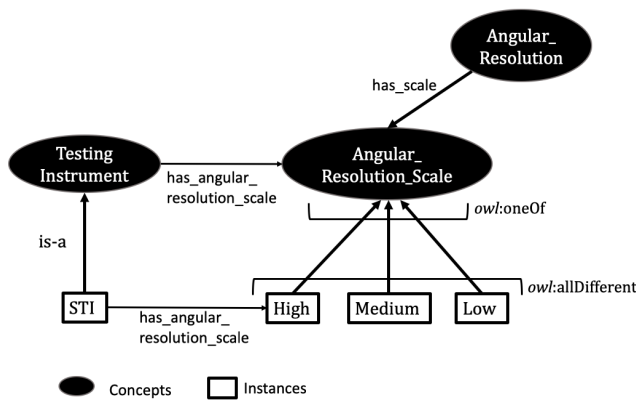 Angular_
Resolution
has_scale
Testing
Instrument
has_angular_
resolution_scale
Angular_
Resolution_Scale
owl:oneOf
is-a
owl:allDifferent
STI
has_angular_
resolution_scale
High
Medium
Low
Concepts
Instances